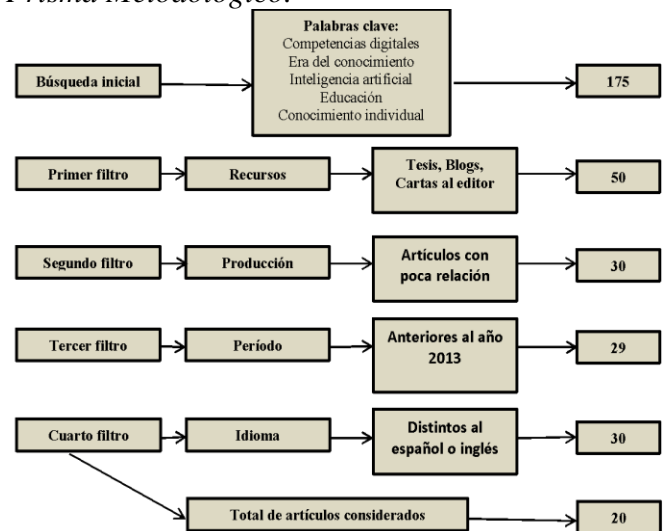 Prisma Metodológico.
Palabras clave:
Competencias digitales
Era del conocimiento
Inteligencia artificial
Educación
Conocimiento individual
Búsqueda inicial
175
Primer filtro
Recursos
Tesis, Blogs,
Cartas al editor
50
Segundo filtro
Producción
Artículos con
poca relación
30
Tercer filtro
Período
Anteriores al año
2013
29
Cuarto filtro
Idioma
Distintos al
español o inglés
30
Total de artículos considerados
20